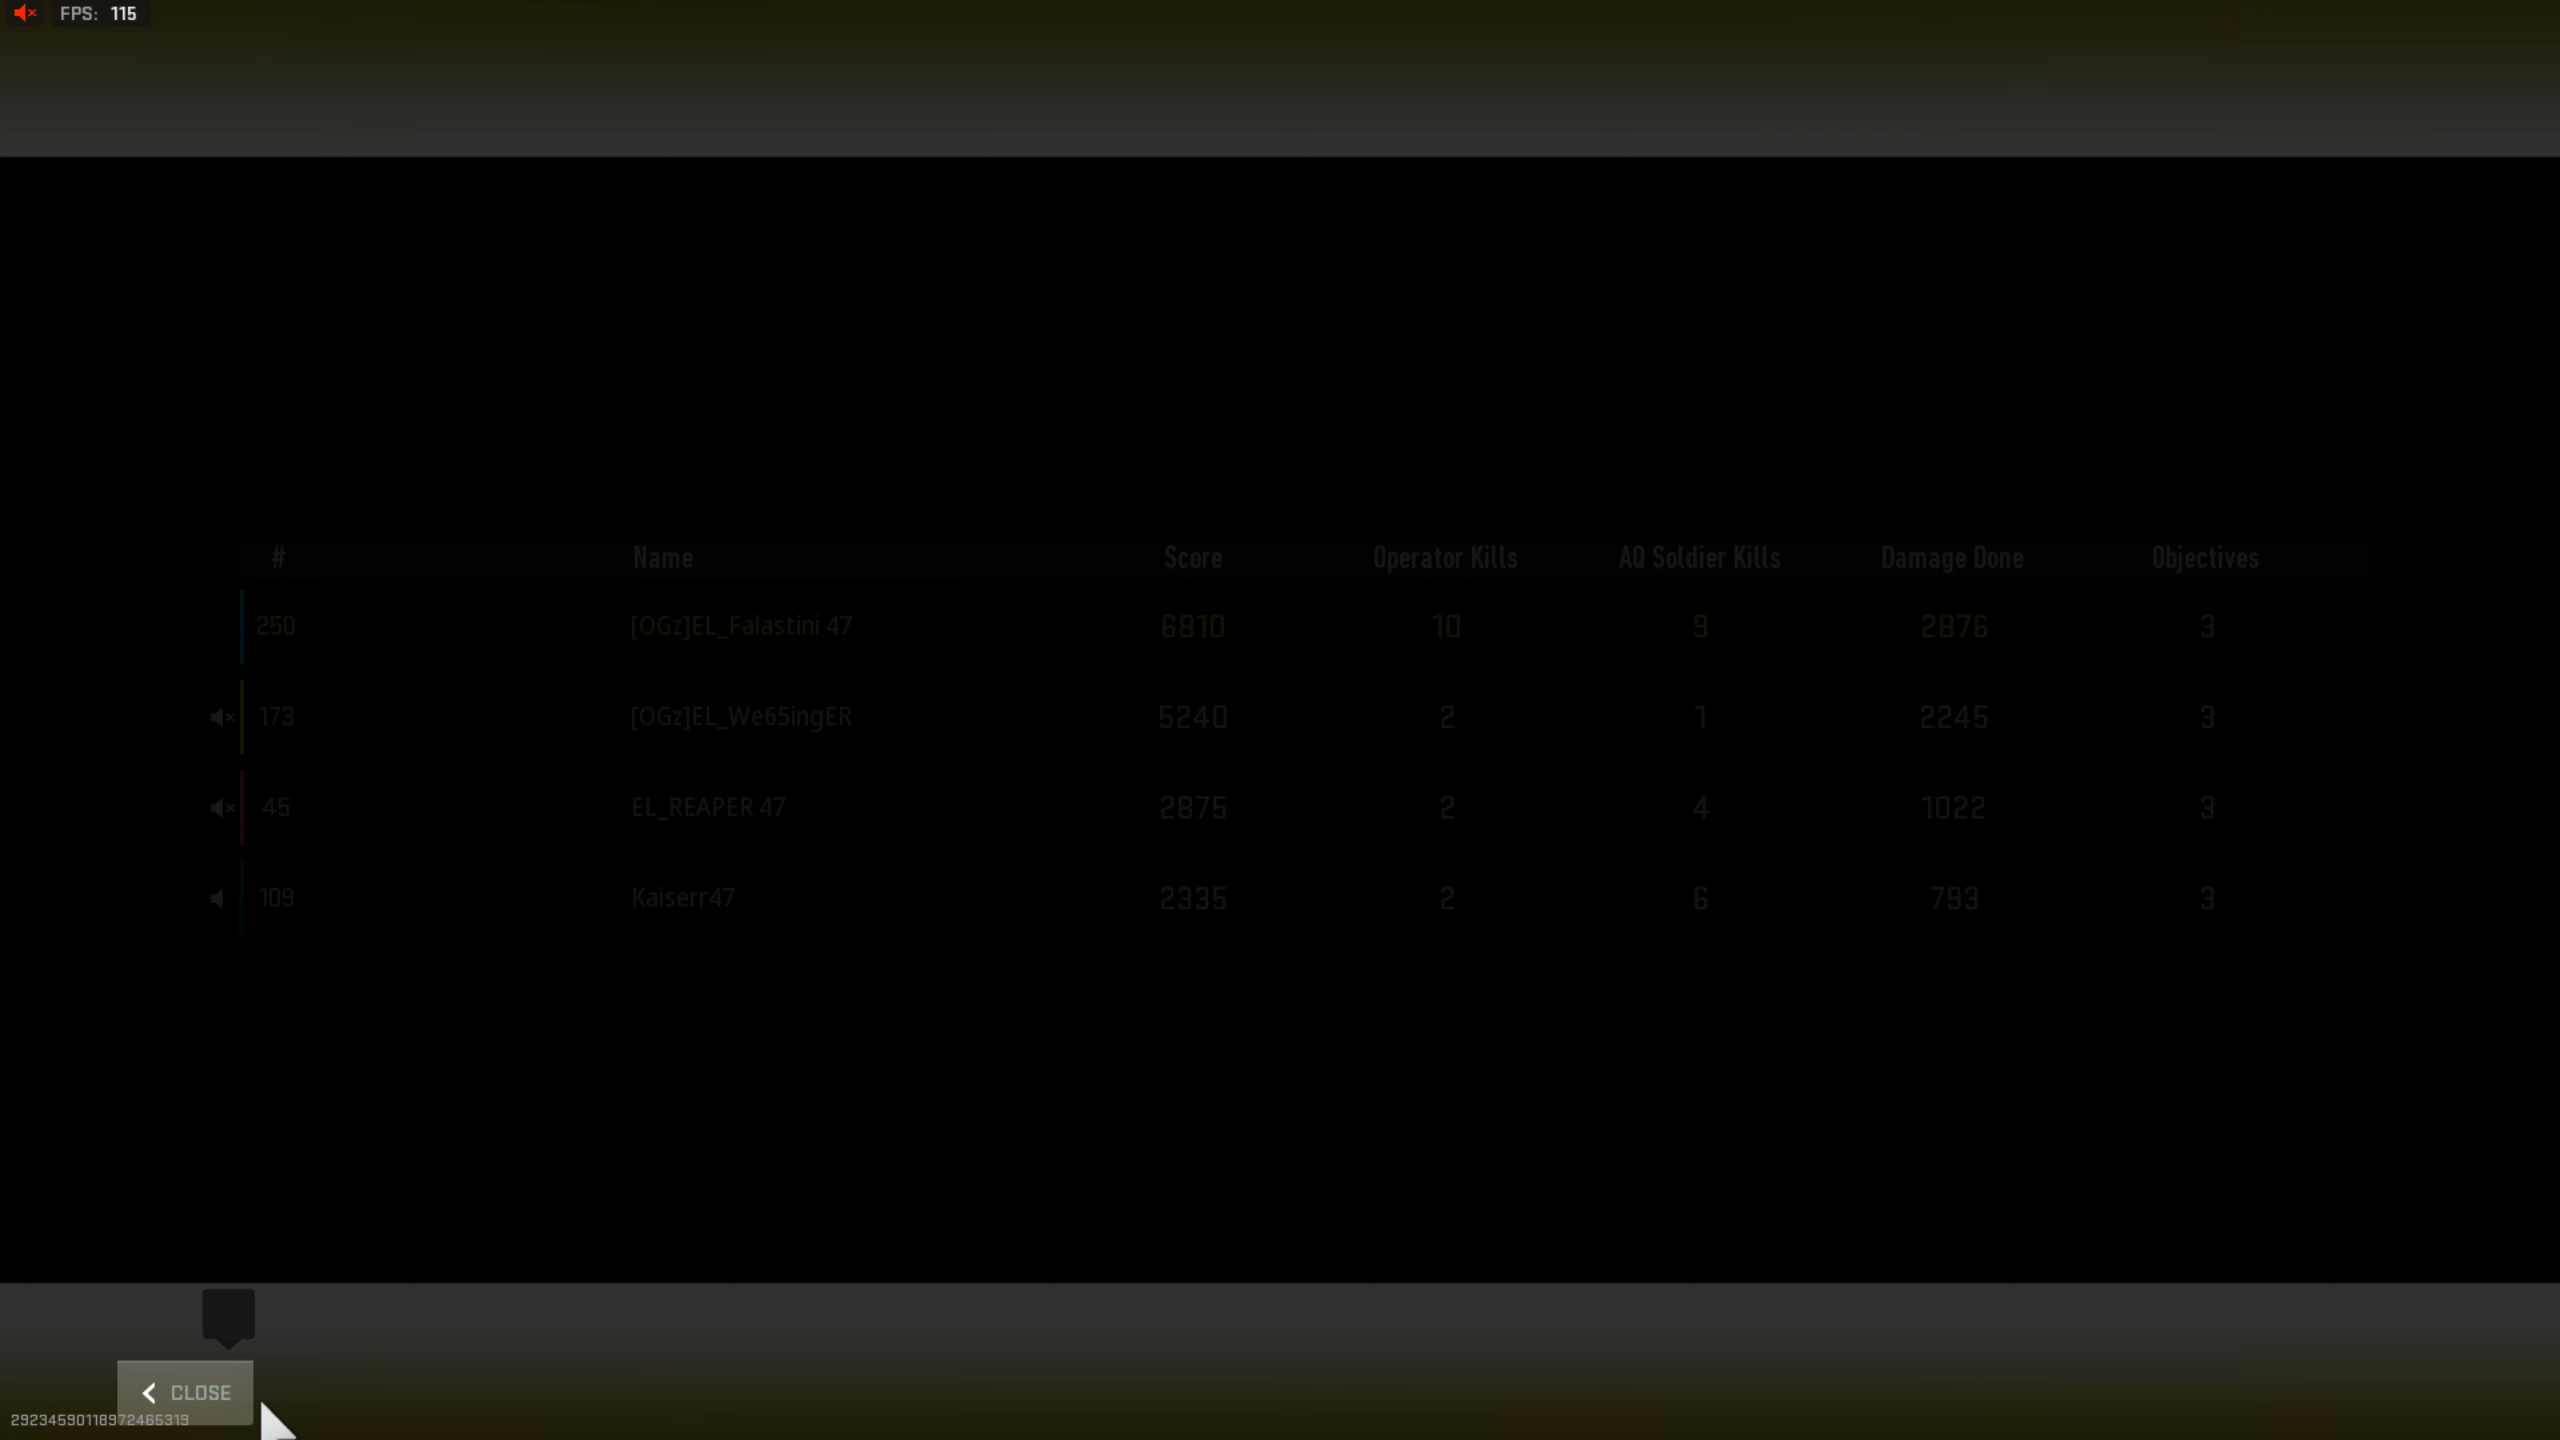 FPS: 115
# Name Score Operator Kills AQ Soldier Kills Damage Done Objectives
250 [OGz]EL_Falastini 47 6810 10 9 2876 3
173 [OGz]EL_We65ingER 5240 2 1 2245 3
45 EL_REAPER 47 2875 2 4 1022 3
109 Kaiserr47 2335 2 6 793 3
CLOSE
29234590118972465319